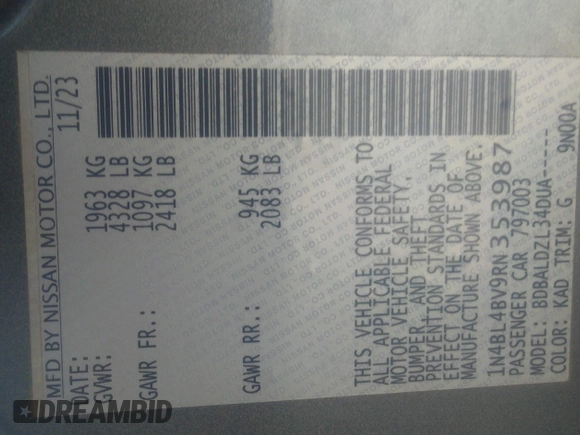 MFD BY NISSAN MOTOR CO., LTD.
DATE: 11/23
GVWR: 1963 KG
4328 LB
GAWR FR.: 1097 KG
2418 LB
GAWR RR.: 945 KG
2083 LB
THIS VEHICLE CONFORMS TO
ALL APPLICABLE FEDERAL
MOTOR VEHICLE SAFETY,
BUMPER, AND THEFT
PREVENTION STANDARDS IN
EFFECT ON THE DATE OF
MANUFACTURE SHOWN ABOVE.
1N4BL4BV9RN353987
PASSENGER CAR 797003
MODEL: BDBALDZL34DUA-----
COLOR: KAD TRIM: G 9N00A
DREAMBID